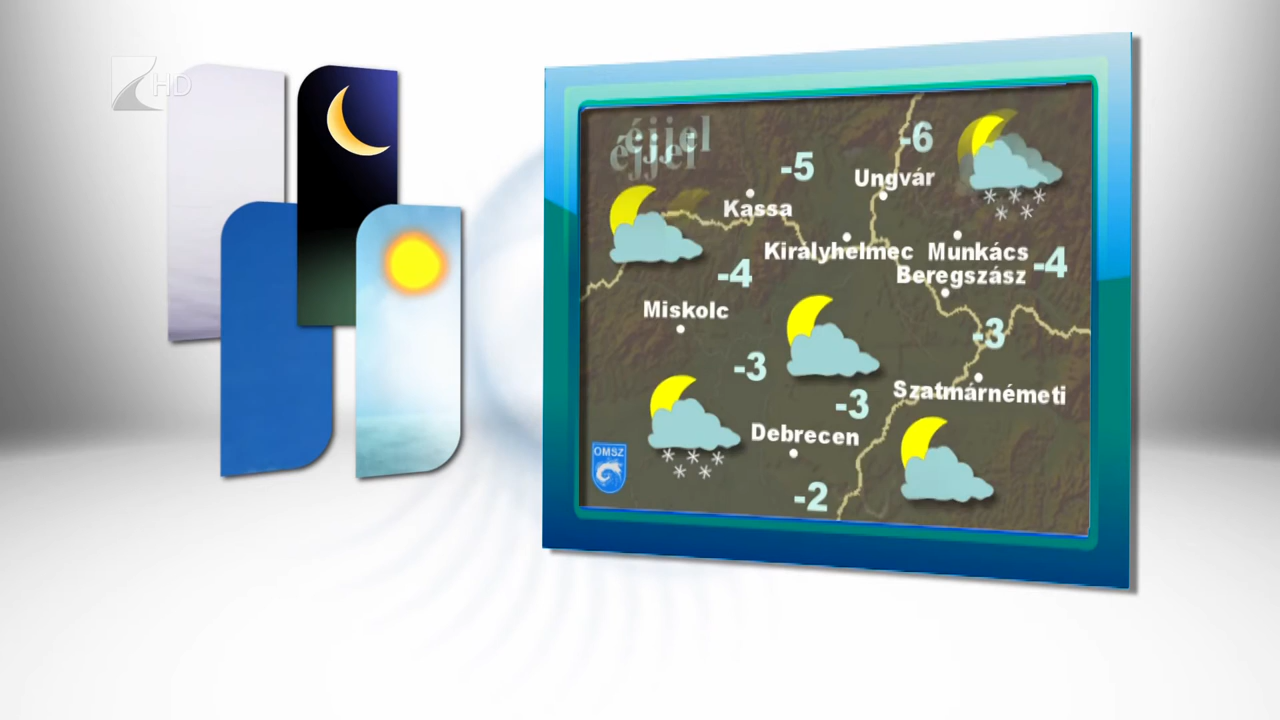 HD
éjjel
éjjel
-6
-5
Ungvár
Kassa
Királyhelmec
Munkács
-4
Beregszász
-4
Miskolc
-3
-3
Szatmárnémeti
-3
Debrecen
OMSZ
-2